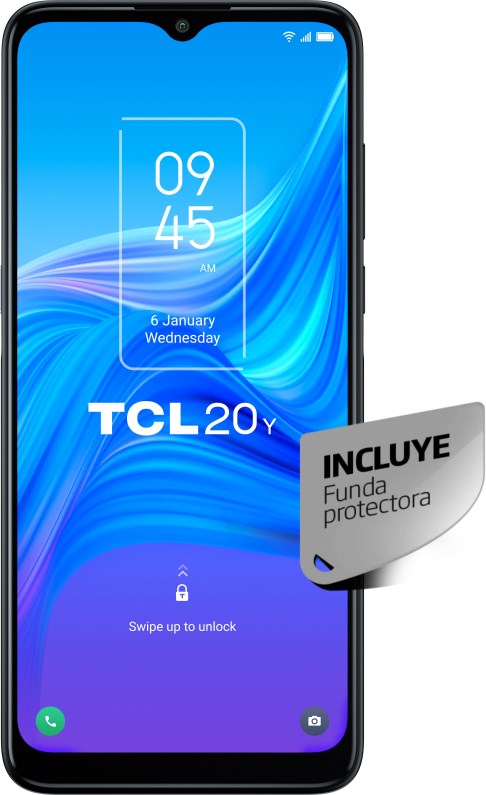 09
45
AM
6 January
Wednesday
TCL 20 Y
INCLUYE
Funda
protectora
Swipe up to unlock